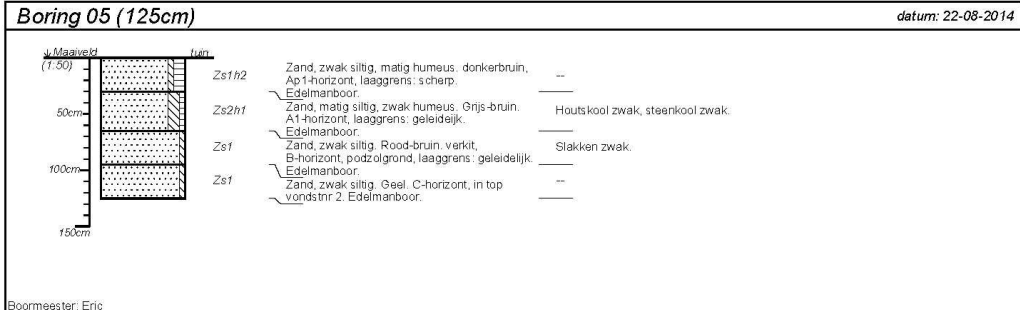 Boring 05 (125cm)
datum: 22-08-2014
↓ Maaiveld
tuin
(1:50)
Zs1h2
Zand, zwak siltig, matig humeus. donkerbruin,
Ap1-horizont, laaggrens: scherp.
Edelmanboor.
--
50cm
Zs2h1
Zand, matig siltig, zwak humeus. Grijs-bruin.
A1-horizont, laaggrens: geleideijk.
Edelmanboor.
Houtskool zwak, steenkool zwak.
Zs1
Zand, zwak siltig. Rood-bruin. verkit,
B-horizont, podzolgrond, laaggrens: geleidelijk.
Edelmanboor.
Slakken zwak.
100cm
Zs1
Zand, zwak siltig. Geel. C-horizont, in top
vondstnr 2. Edelmanboor.
--
150cm
Boormeester: Eric